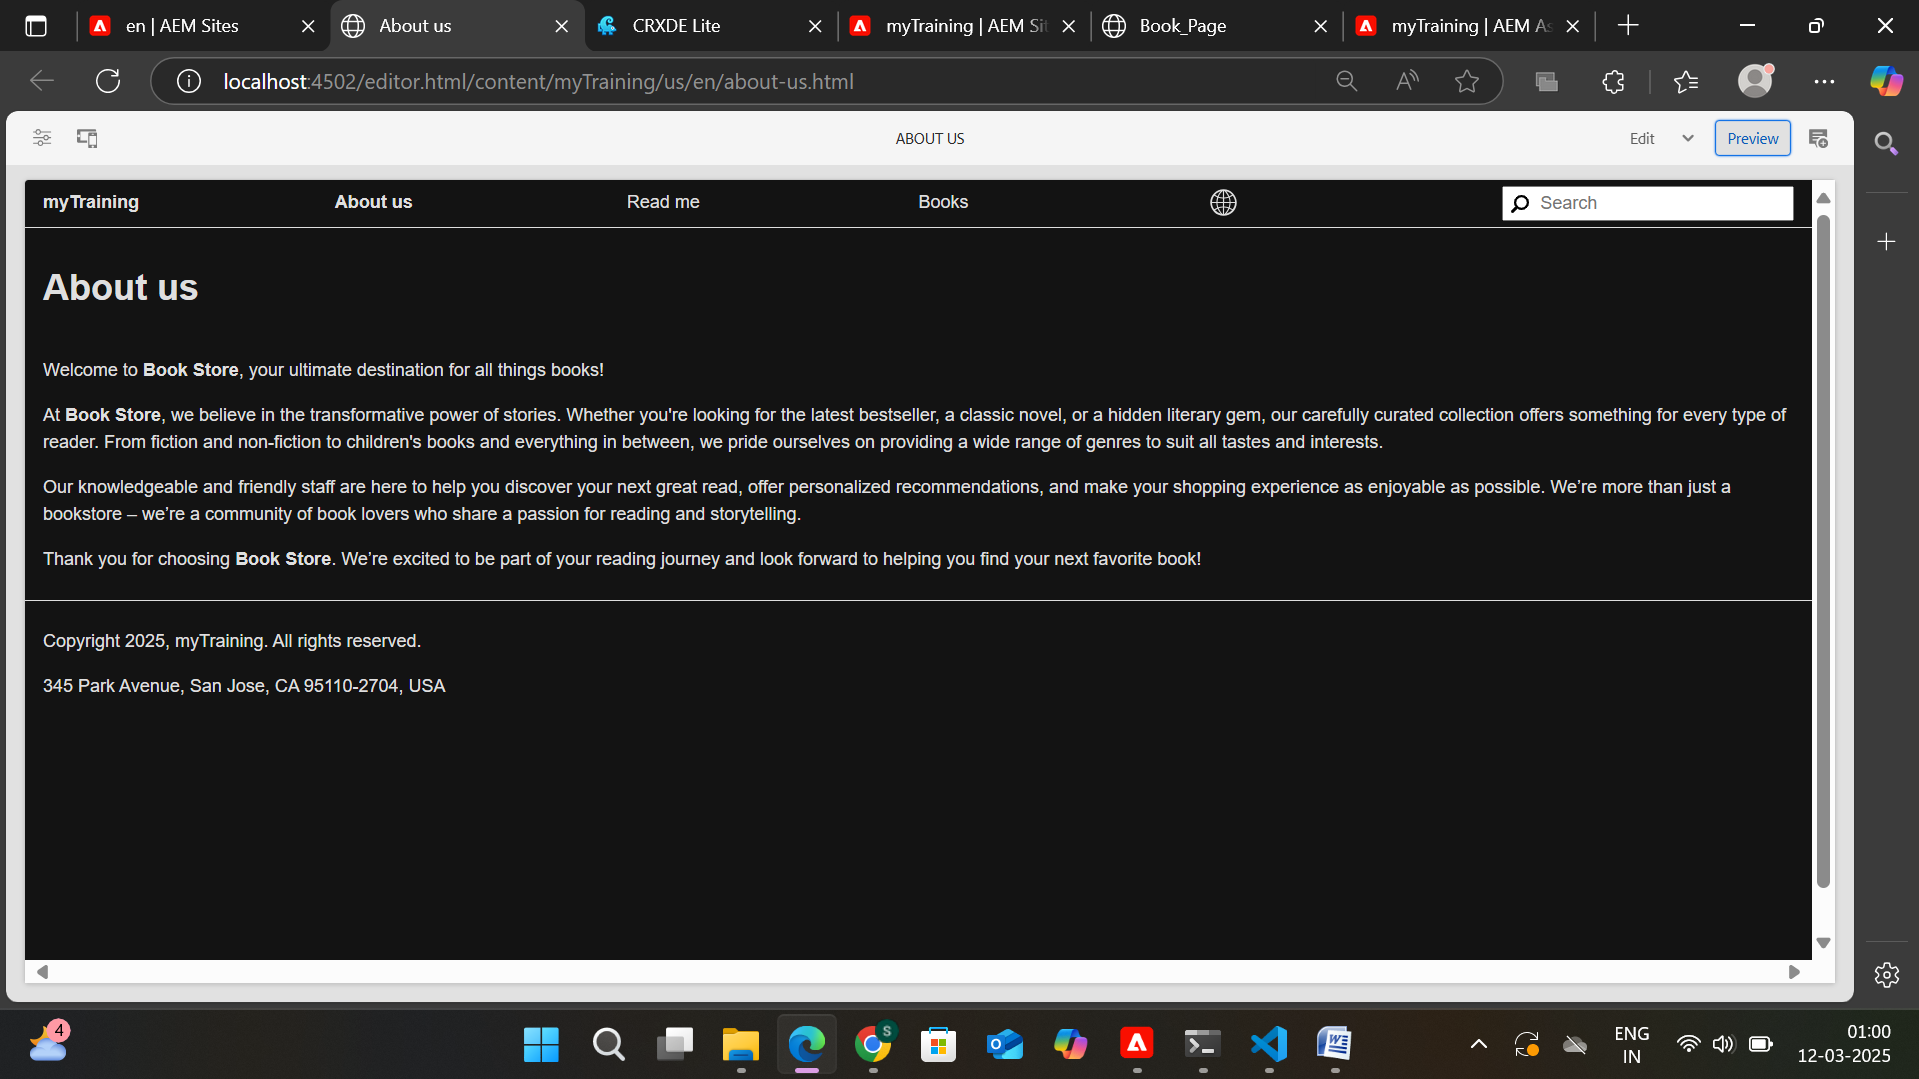 en | AEM Sites
About us
CRXDE Lite
myTraining | AEM Sit
Book_Page
myTraining | AEM As
localhost:4502/editor.html/content/myTraining/us/en/about-us.html
ABOUT US
Edit
Preview
myTraining
About us
Read me
Books
Search
About us
Welcome to Book Store, your ultimate destination for all things books!
At Book Store, we believe in the transformative power of stories. Whether you're looking for the latest bestseller, a classic novel, or a hidden literary gem, our carefully curated collection offers something for every type of
reader. From fiction and non-fiction to children's books and everything in between, we pride ourselves on providing a wide range of genres to suit all tastes and interests.
Our knowledgeable and friendly staff are here to help you discover your next great read, offer personalized recommendations, and make your shopping experience as enjoyable as possible. We’re more than just a
bookstore – we’re a community of book lovers who share a passion for reading and storytelling.
Thank you for choosing Book Store. We’re excited to be part of your reading journey and look forward to helping you find your next favorite book!
Copyright 2025, myTraining. All rights reserved.
345 Park Avenue, San Jose, CA 95110-2704, USA
4
S
ENG
IN
01:00
12-03-2025